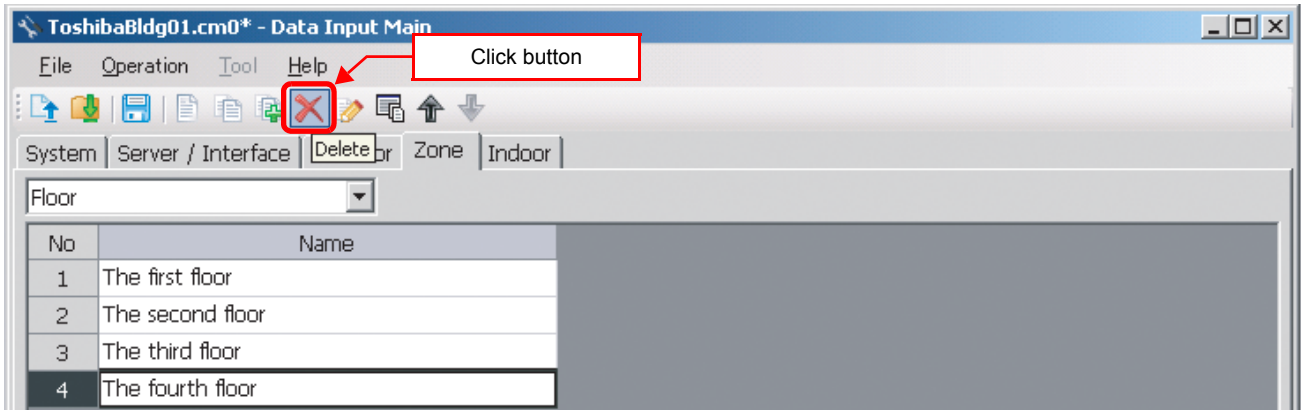 ToshibaBldg01.cm0* - Data Input Main
Click button
File Operation Tool Help
System Server / Interface Delete or Zone Indoor
Floor
No Name
1 The first floor
2 The second floor
3 The third floor
4 The fourth floor